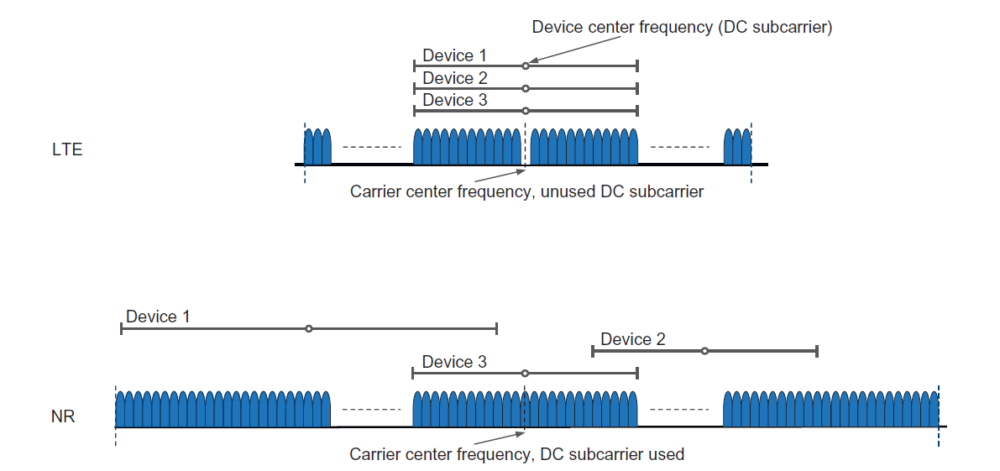 Device center frequency (DC subcarrier)
Device 1
Device 2
Device 3
LTE
Carrier center frequency, unused DC subcarrier
Device 1
Device 2
Device 3
NR
Carrier center frequency, DC subcarrier used